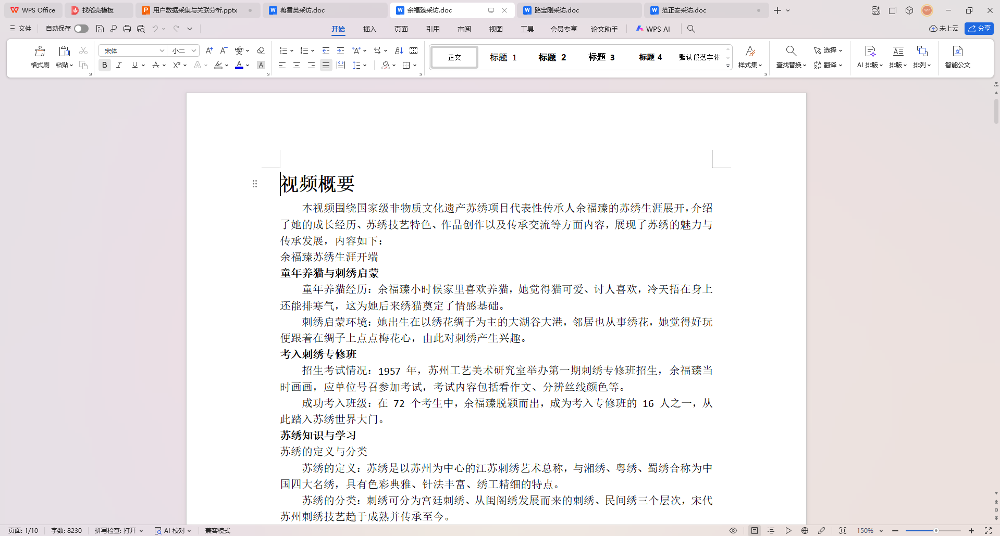 WPS Office
找稻壳模板
用户数据采集与关联分析.pptx
蒋雪英采访.doc
余福臻采访.doc
路宝刚采访.doc
范正安采访.doc
文件
自动保存
开始
插入
页面
引用
审阅
视图
工具
会员专享
论文助手
WPS AI
未上云
分享
格式刷
粘贴
宋体
小二
正文
标题 1
标题 2
标题 3
标题 4
默认段落字体
样式集
查找替换
选择
翻译
AI 排版
排版
排列
智能公文
视频概要
本视频围绕国家级非物质文化遗产苏绣项目代表性传承人余福臻的苏绣生涯展开，介绍
了她的成长经历、苏绣技艺特色、作品创作以及传承交流等方面内容，展现了苏绣的魅力与
传承发展，内容如下：
余福臻苏绣生涯开端
童年养猫与刺绣启蒙
童年养猫经历：余福臻小时候家里喜欢养猫，她觉得猫可爱、讨人喜欢，冷天捂在身上
还能排寒气，这为她后来绣猫奠定了情感基础。
刺绣启蒙环境：她出生在以绣花绸子为主的大湖谷大港，邻居也从事绣花，她觉得好玩
便跟着在绸子上点点梅花心，由此对刺绣产生兴趣。
考入刺绣专修班
招生考试情况：1957 年，苏州工艺美术研究室举办第一期刺绣专修班招生，余福臻当
时画画，应单位号召参加考试，考试内容包括看作文、分辨丝线颜色等。
成功考入班级：在 72 个考生中，余福臻脱颖而出，成为考入专修班的 16 人之一，从
此踏入苏绣世界大门。
苏绣知识与学习
苏绣的定义与分类
苏绣的定义：苏绣是以苏州为中心的江苏刺绣艺术总称，与湘绣、粤绣、蜀绣合称为中
国四大名绣，具有色彩典雅、针法丰富、绣工精细的特点。
苏绣的分类：刺绣可分为宫廷刺绣、从闺阁绣发展而来的刺绣、民间绣三个层次，宋代
苏州刺绣技艺趋于成熟并传承至今。
页面: 1/10
字数: 8230
拼写检查: 打开
AI 校对
兼容模式
150%